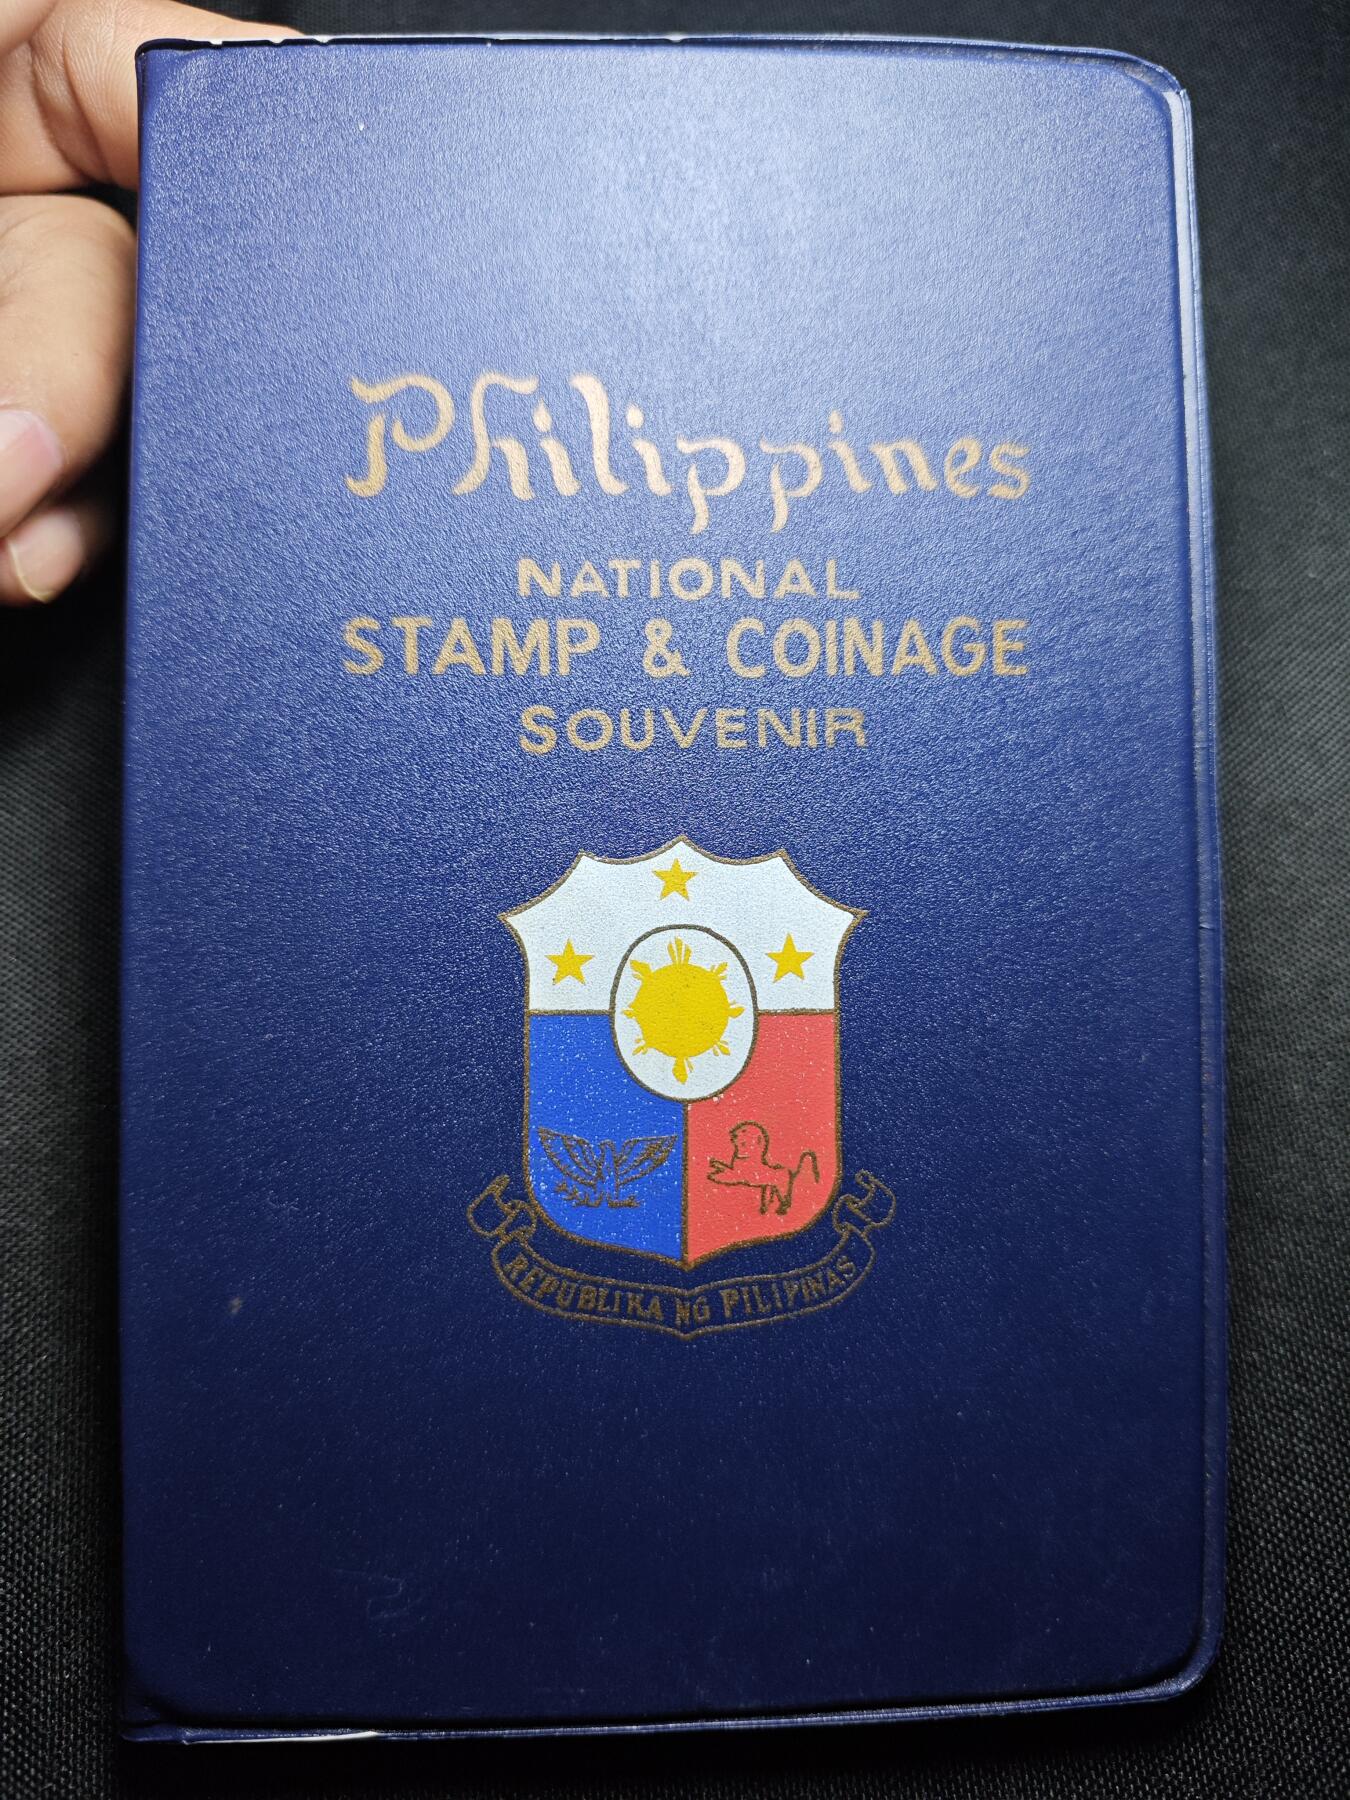 Philippines
NATIONAL
STAMP & COINAGE
SOUVENIR
REPUBLIKA NG PILIPINAS